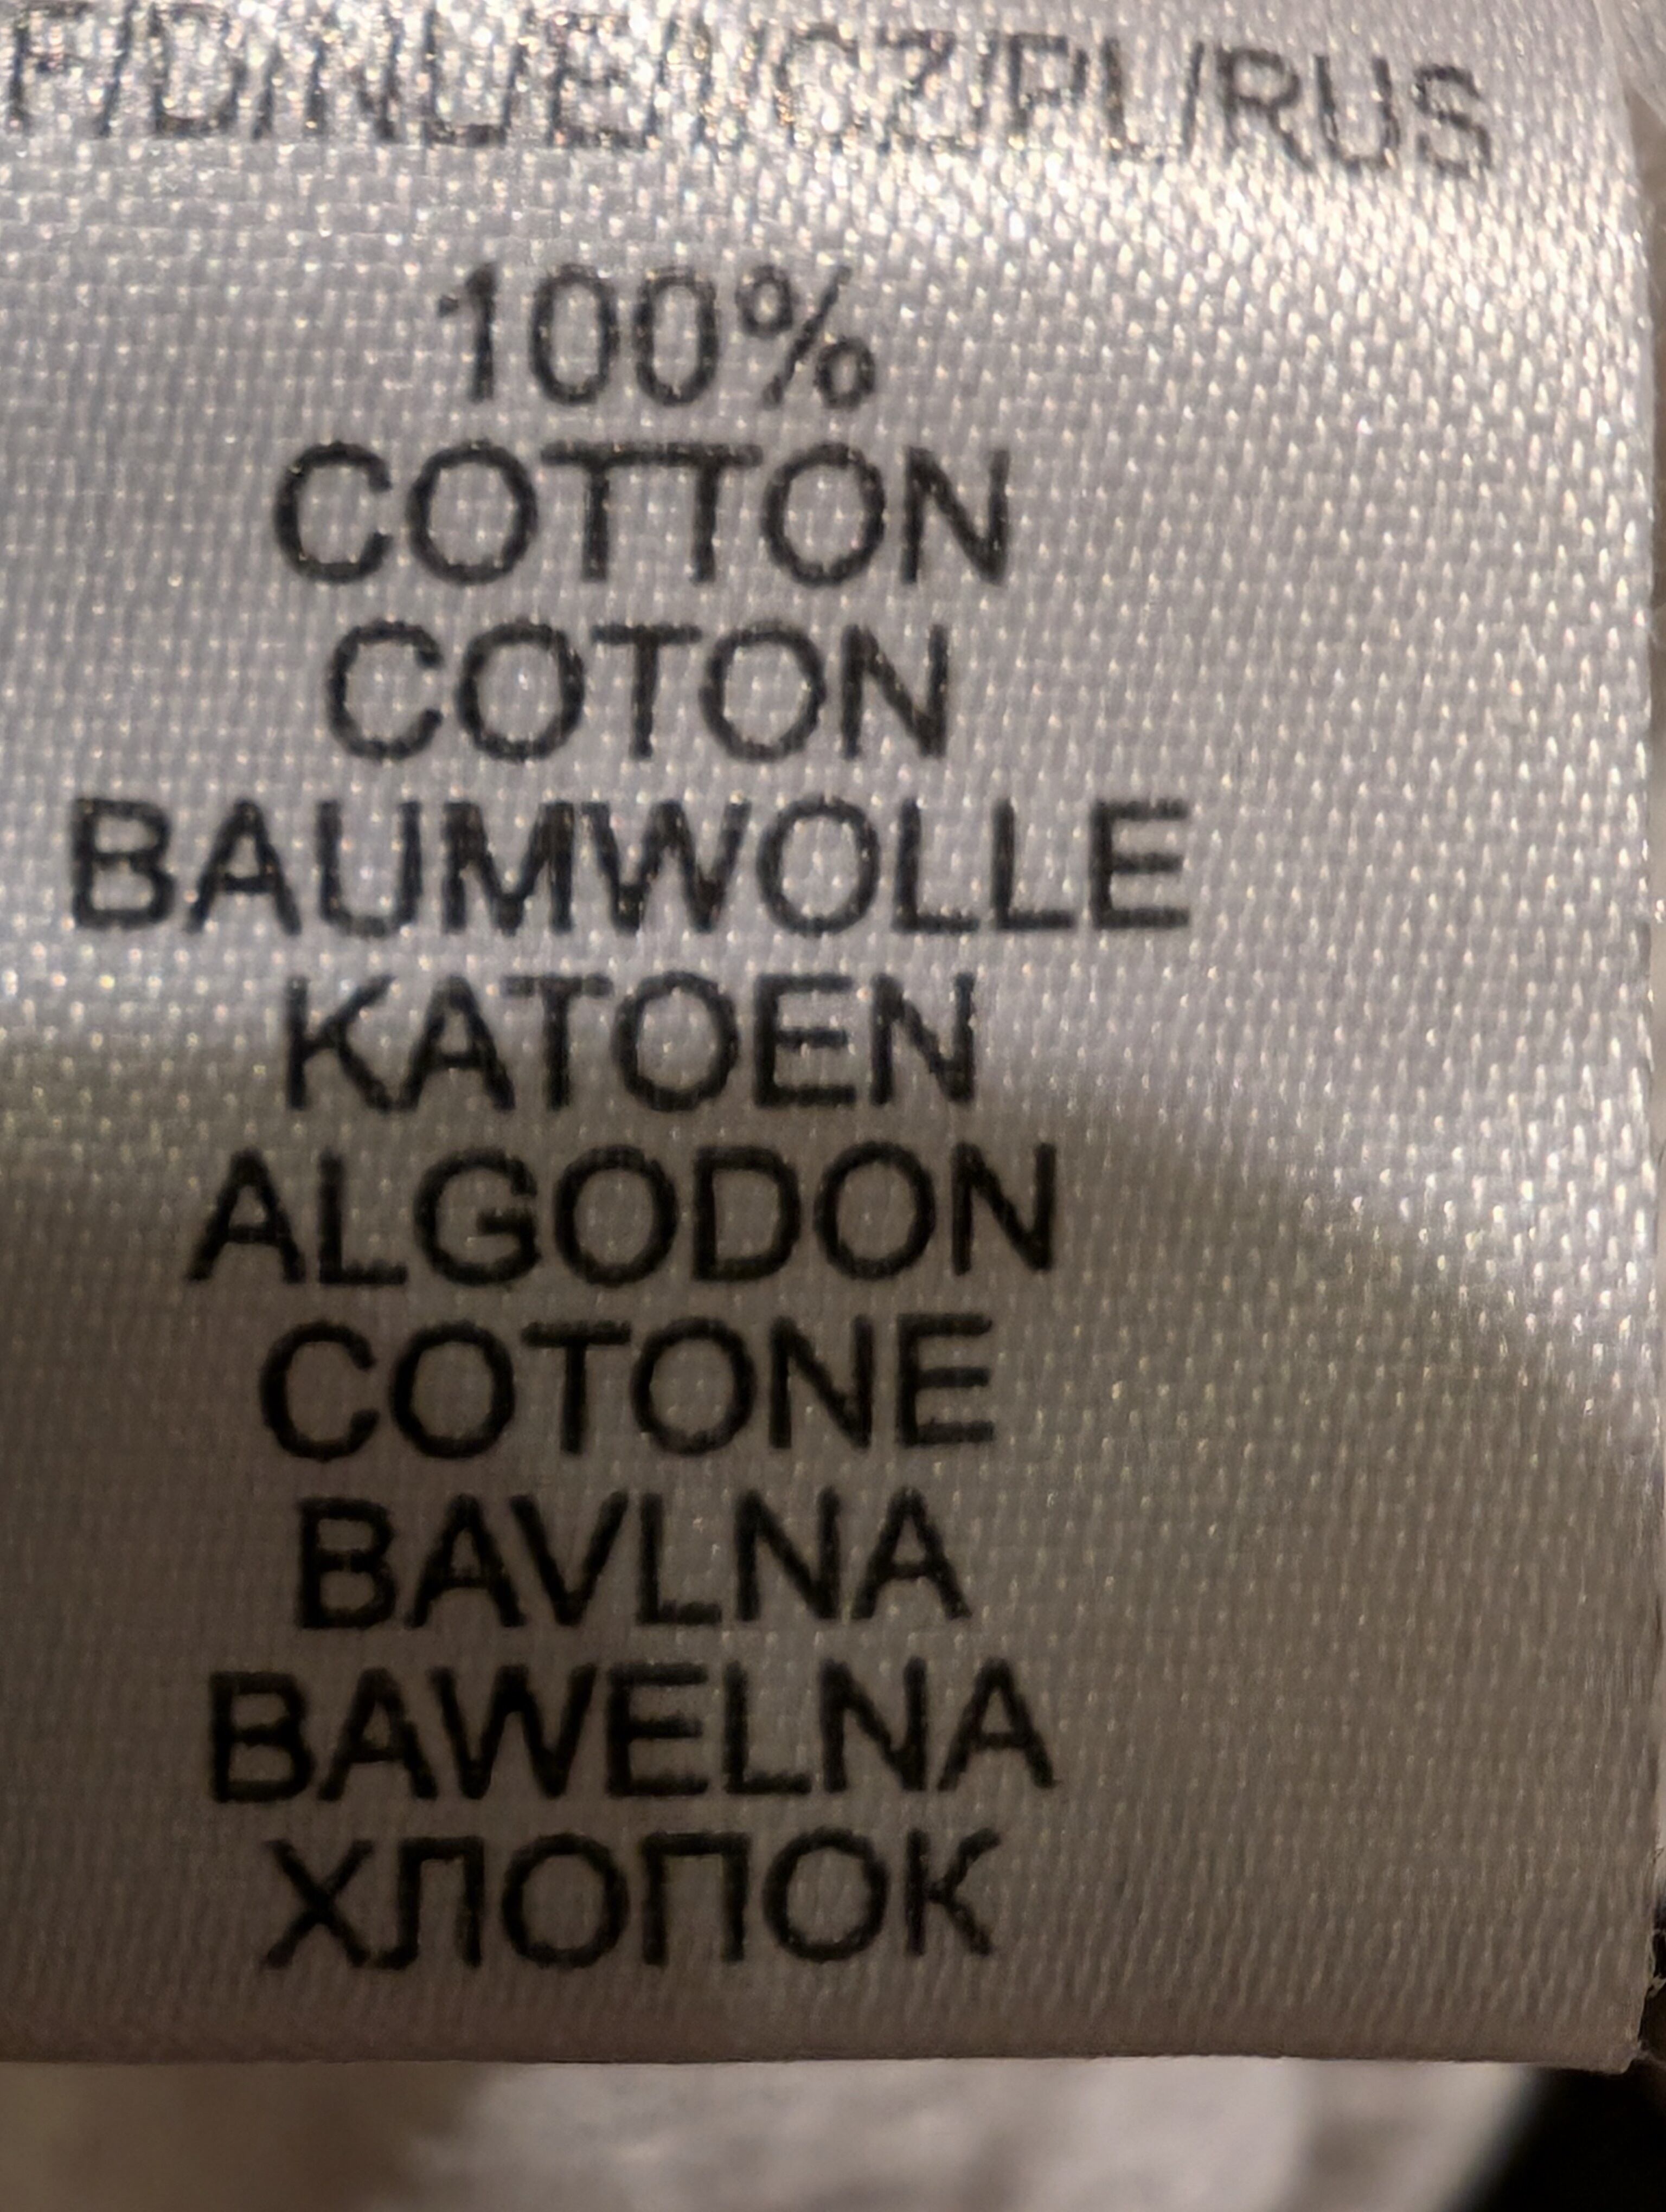 F/D/NL/E/I/CZ/PL/RUS
100%
COTTON
COTON
BAUMWOLLE
KATOEN
ALGODON
COTONE
BAVLNA
BAWELNA
ХЛОПОК